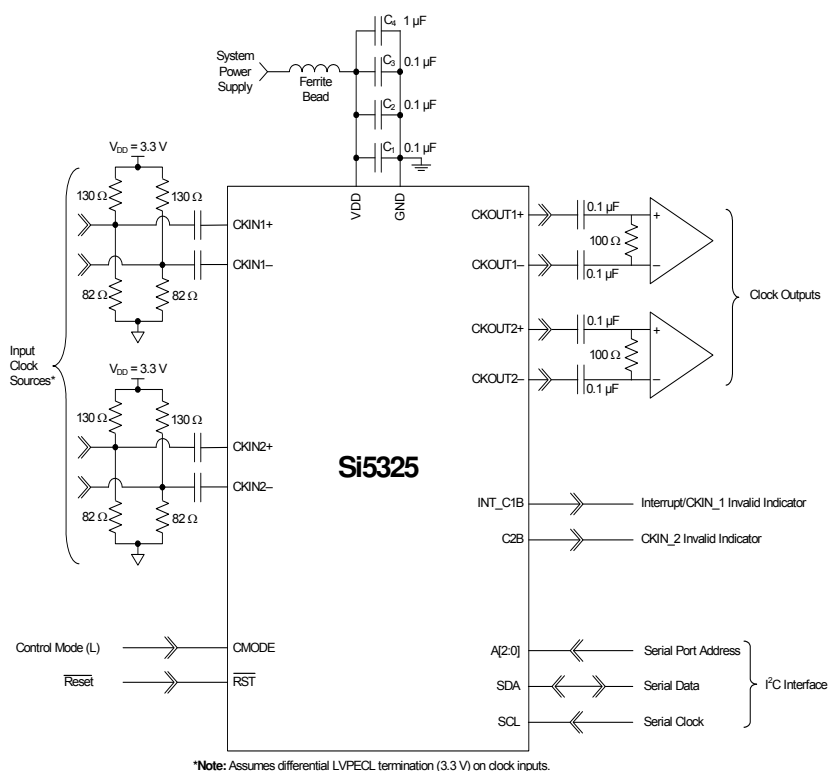 C4 1 µF
System
Power
Supply
Ferrite
Bead
C3 0.1 µF
C2 0.1 µF
C1 0.1 µF
VDD = 3.3 V
130 Ω
130 Ω
82 Ω
82 Ω
VDD
GND
CKIN1+
CKIN1–
CKOUT1+
0.1 µF
100 Ω
+
–
CKOUT1–
0.1 µF
Clock Outputs
CKOUT2+
0.1 µF
100 Ω
+
–
CKOUT2–
0.1 µF
Input
Clock
Sources*
VDD = 3.3 V
130 Ω
130 Ω
82 Ω
82 Ω
CKIN2+
CKIN2–
Si5325
INT_C1B
Interrupt/CKIN_1 Invalid Indicator
C2B
CKIN_2 Invalid Indicator
Control Mode (L)
CMODE
Reset
RST
A[2:0]
Serial Port Address
SDA
Serial Data
SCL
Serial Clock
I²C Interface
*Note: Assumes differential LVPECL termination (3.3 V) on clock inputs.